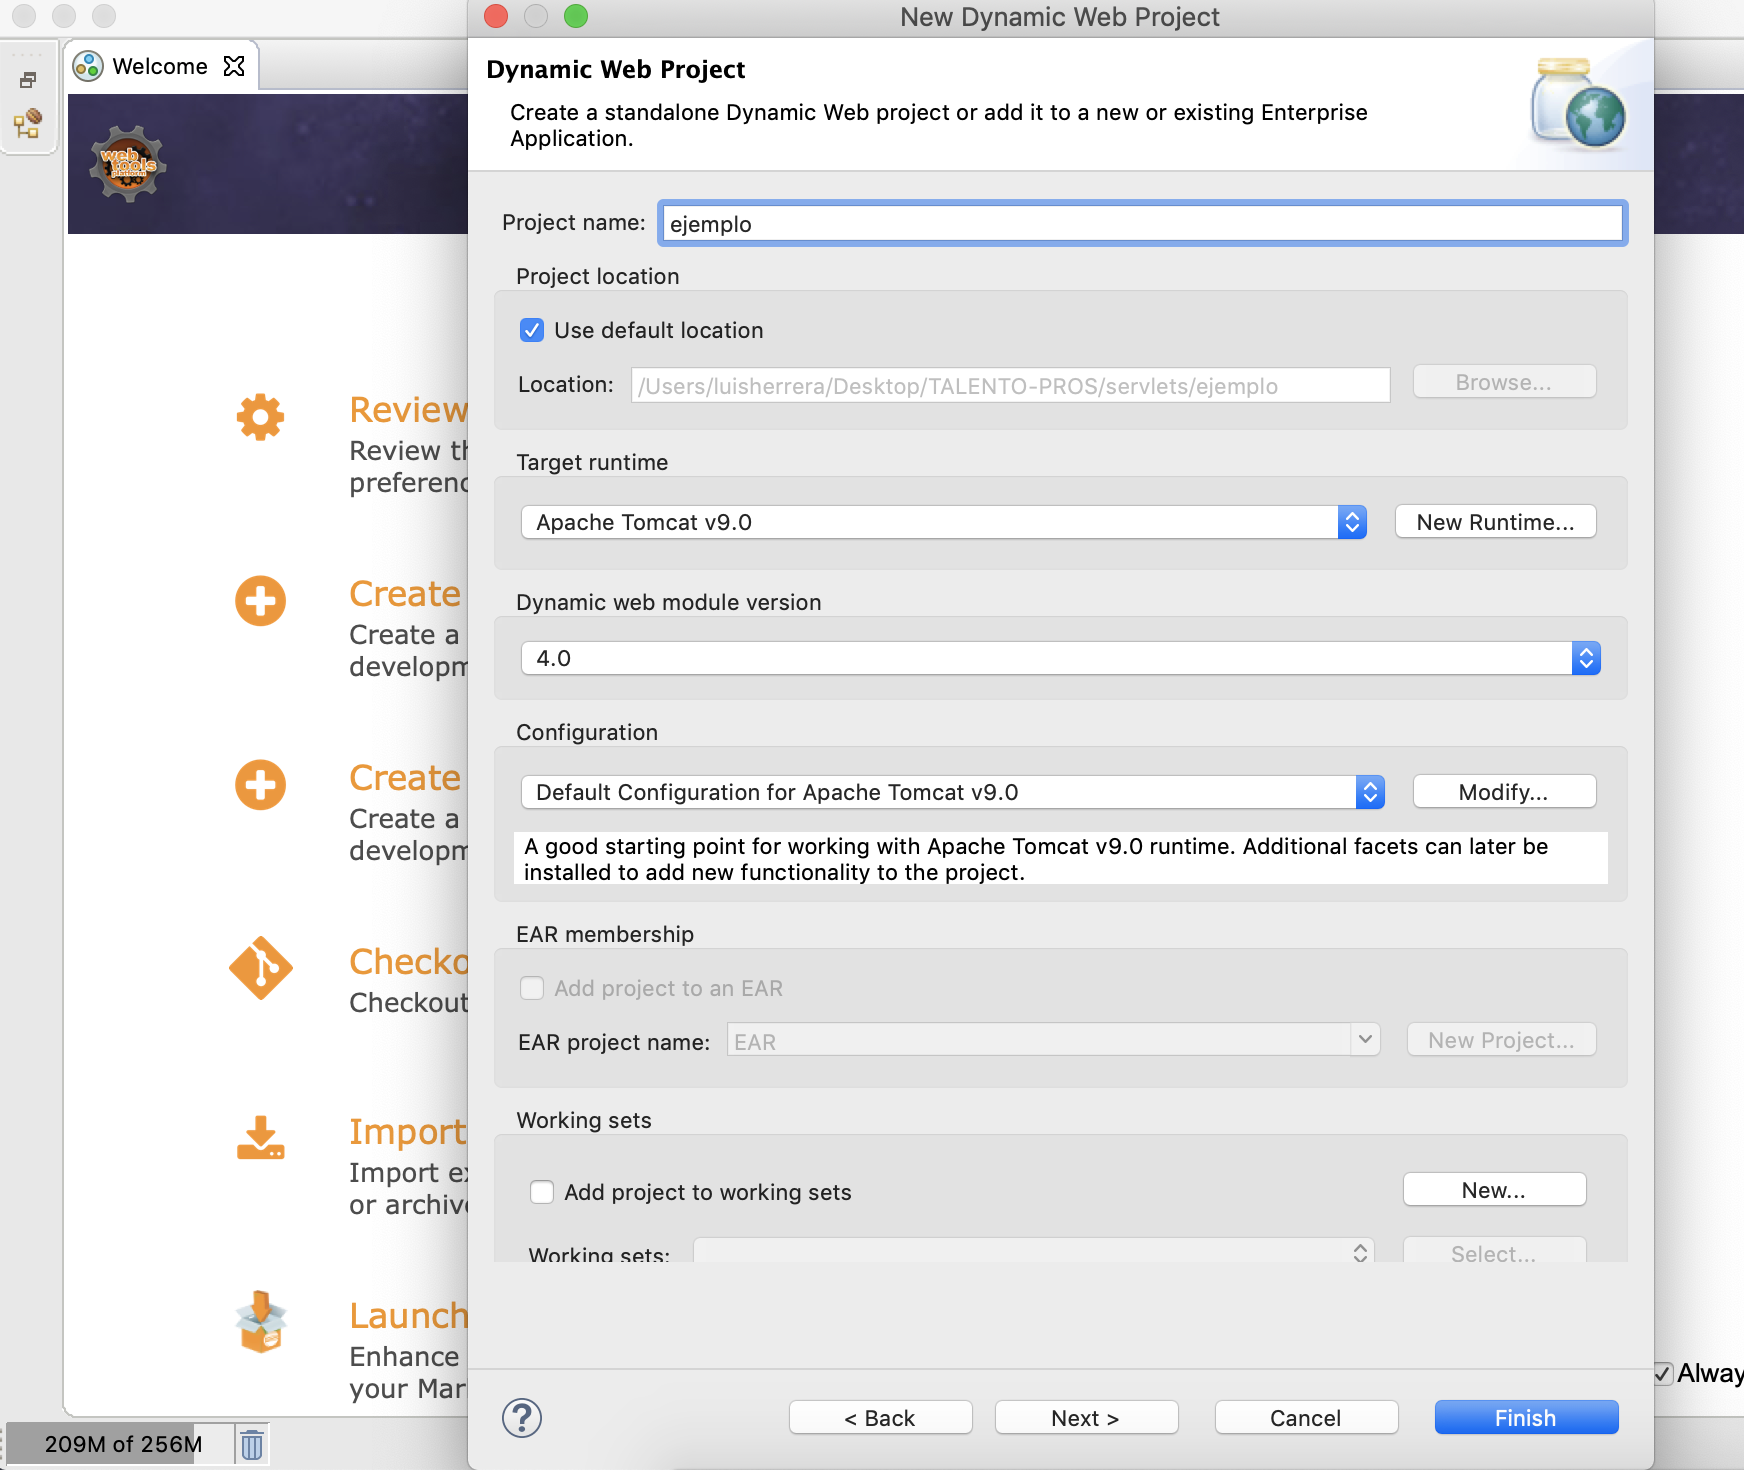 New Dynamic Web Project
Welcome
Dynamic Web Project
Create a standalone Dynamic Web project or add it to a new or existing Enterprise
Application.
web
tools
platform
Project name: ejemplo
Project location
Use default location
Location: /Users/luisherrera/Desktop/TALENTO-PROS/servlets/ejemplo Browse...
Target runtime
Apache Tomcat v9.0 New Runtime...
Dynamic web module version
4.0
Configuration
Default Configuration for Apache Tomcat v9.0 Modify...
A good starting point for working with Apache Tomcat v9.0 runtime. Additional facets can later be
installed to add new functionality to the project.
EAR membership
Add project to an EAR
EAR project name: EAR New Project...
Working sets
Add project to working sets New...
Working sets: Select...
? < Back Next > Cancel Finish
Review
Review th
preferenc
Create
Create a
developm
Create
Create a
developm
Checko
Checkout
Import
Import ex
or archive
Launch
Enhance
your Mar
Alway
209M of 256M